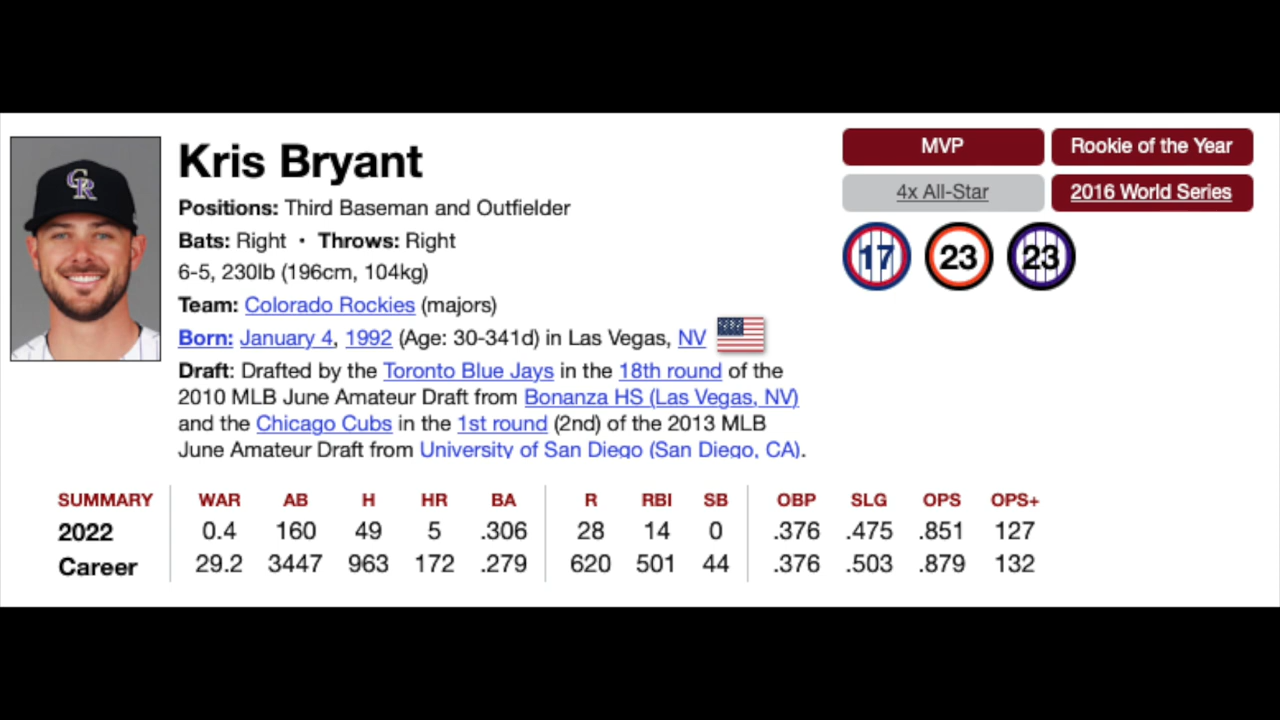 Kris Bryant
Positions: Third Baseman and Outfielder
Bats: Right • Throws: Right
6-5, 230lb (196cm, 104kg)
Team: Colorado Rockies (majors)
Born: January 4, 1992 (Age: 30-341d) in Las Vegas, NV
Draft: Drafted by the Toronto Blue Jays in the 18th round of the
2010 MLB June Amateur Draft from Bonanza HS (Las Vegas, NV)
and the Chicago Cubs in the 1st round (2nd) of the 2013 MLB
June Amateur Draft from University of San Diego (San Diego, CA).
MVP Rookie of the Year
4x All-Star 2016 World Series
17 23 23
CR
SUMMARY WAR AB H HR BA R RBI SB OBP SLG OPS OPS+
2022 0.4 160 49 5 .306 28 14 0 .376 .475 .851 127
Career 29.2 3447 963 172 .279 620 501 44 .376 .503 .879 132